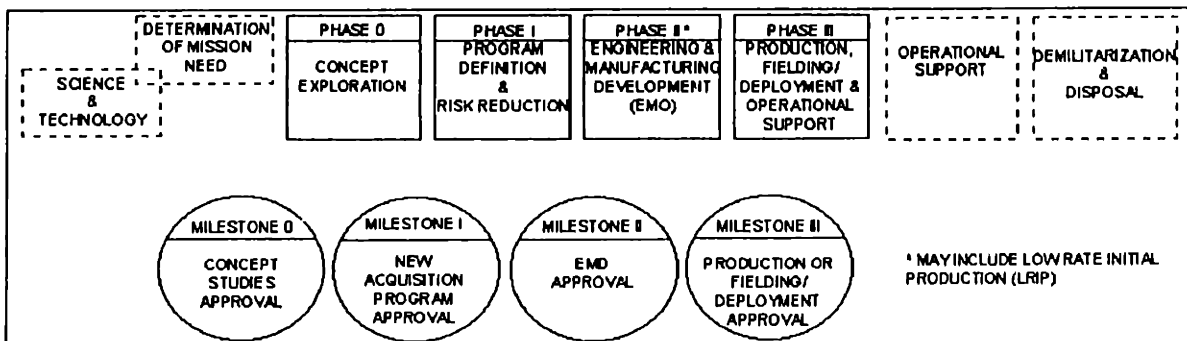 DETERMINATION
OF MISSION
NEED
SCIENCE
&
TECHNOLOGY
PHASE 0
CONCEPT
EXPLORATION
PHASE I
PROGRAM
DEFINITION
&
RISK REDUCTION
PHASE II*
ENGINEERING &
MANUFACTURING
DEVELOPMENT
(EMO)
PHASE III
PRODUCTION,
FIELDING/
DEPLOYMENT &
OPERATIONAL
SUPPORT
OPERATIONAL
SUPPORT
DEMILITARIZATION
&
DISPOSAL
MILESTONE 0
CONCEPT
STUDIES
APPROVAL
MILESTONE I
NEW
ACQUISITION
PROGRAM
APPROVAL
MILESTONE II
EMD
APPROVAL
MILESTONE III
PRODUCTION OR
FIELDING/
DEPLOYMENT
APPROVAL
* MAY INCLUDE LOW RATE INITIAL
PRODUCTION (LRIP)